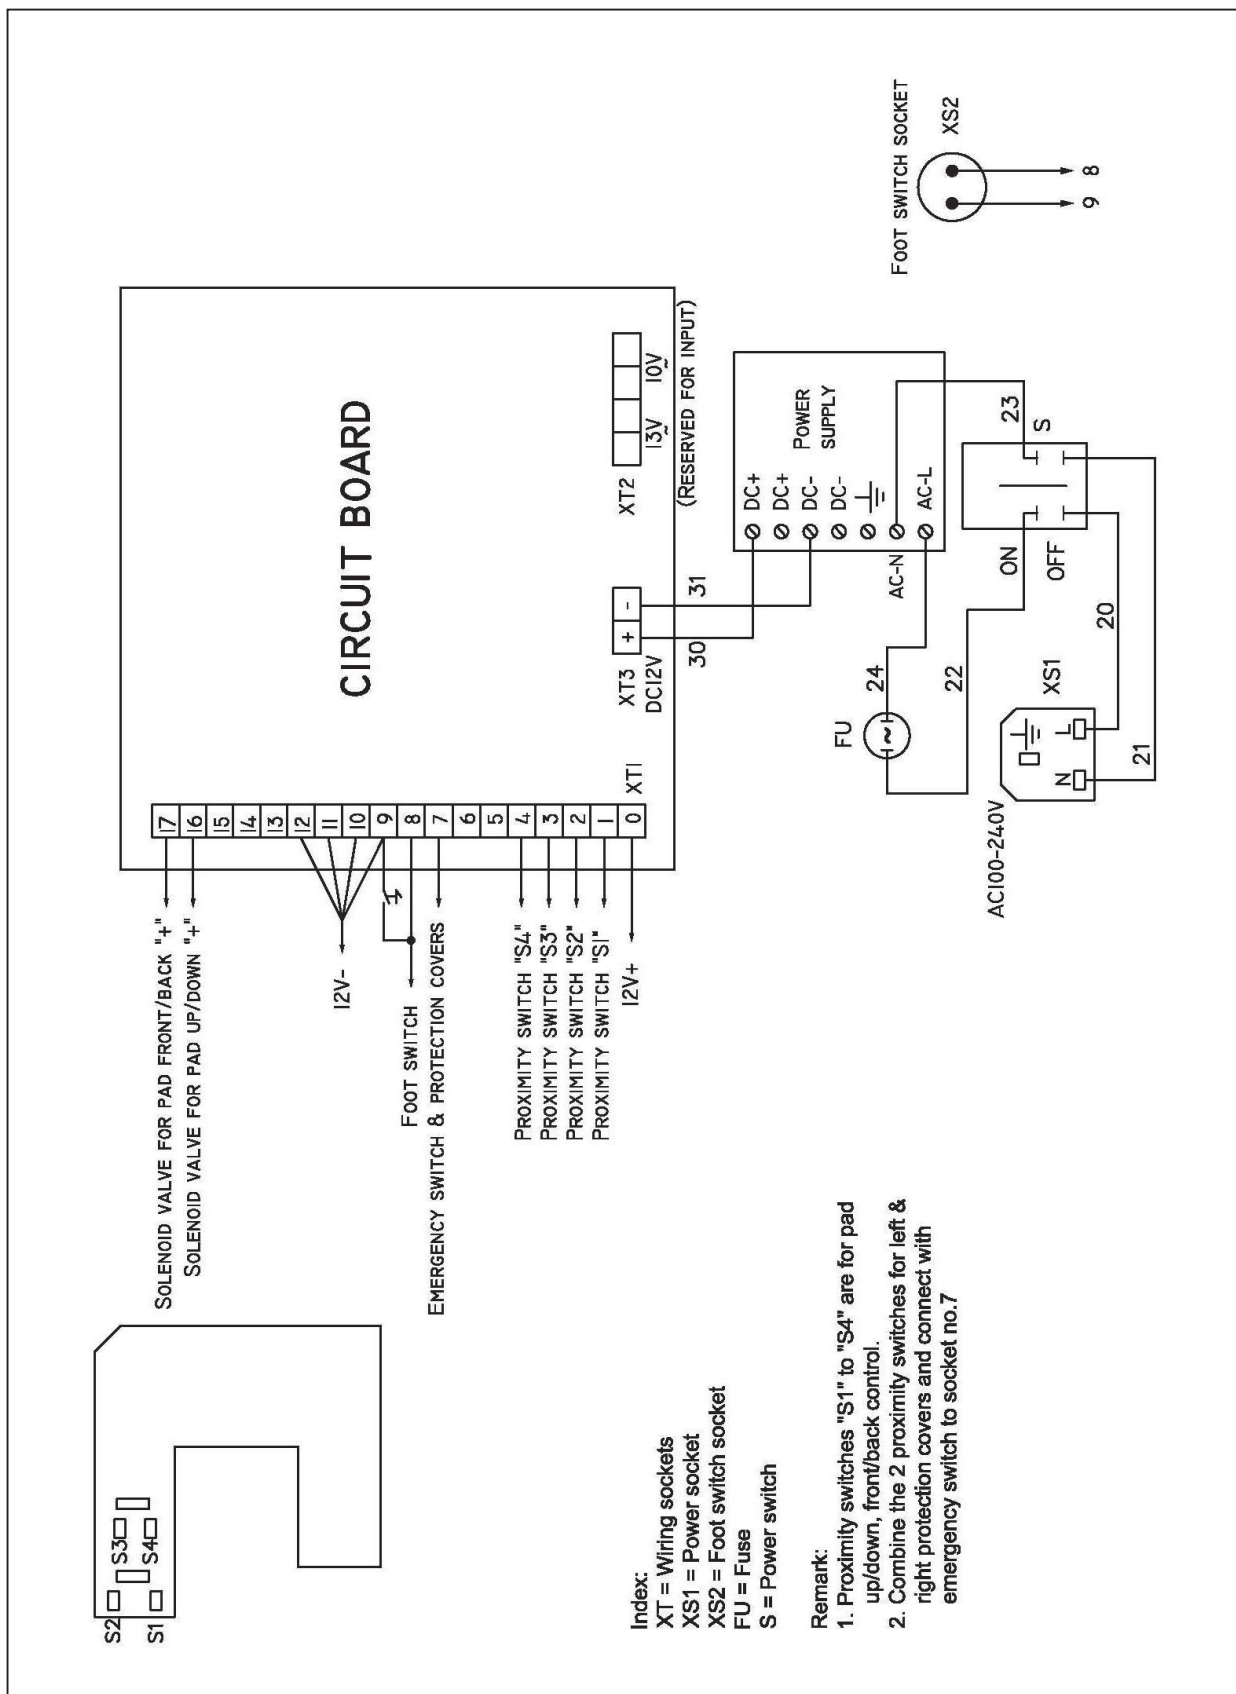 SOLENOID VALVE FOR PAD FRONT/BACK "+"
SOLENOID VALVE FOR PAD UP/DOWN "+"
12V-
FOOT SWITCH
EMERGENCY SWITCH & PROTECTION COVERS
PROXIMITY SWITCH "S4"
PROXIMITY SWITCH "S3"
PROXIMITY SWITCH "S2"
PROXIMITY SWITCH "S1"
12V+
17
16
15
14
13
12
11
10
9
8
7
6
5
4
3
2
1
0
XT1
CIRCUIT BOARD
XT3
DC12V
+ -
30
31
XT2
13V~
10V~
(RESERVED FOR INPUT)
POWER
SUPPLY
DC+
DC+
DC-
DC-
AC-N
AC-L
FU
~
24
22
23
ON
OFF
S
20
21
AC100-240V
N
L
XS1
FOOT SWITCH SOCKET
XS2
9
8
S2
S1
S3
S4
Index:
XT = Wiring sockets
XS1 = Power socket
XS2 = Foot switch socket
FU = Fuse
S = Power switch
Remark:
1. Proximity switches "S1" to "S4" are for pad
up/down, front/back control.
2. Combine the 2 proximity switches for left &
right protection covers and connect with
emergency switch to socket no.7